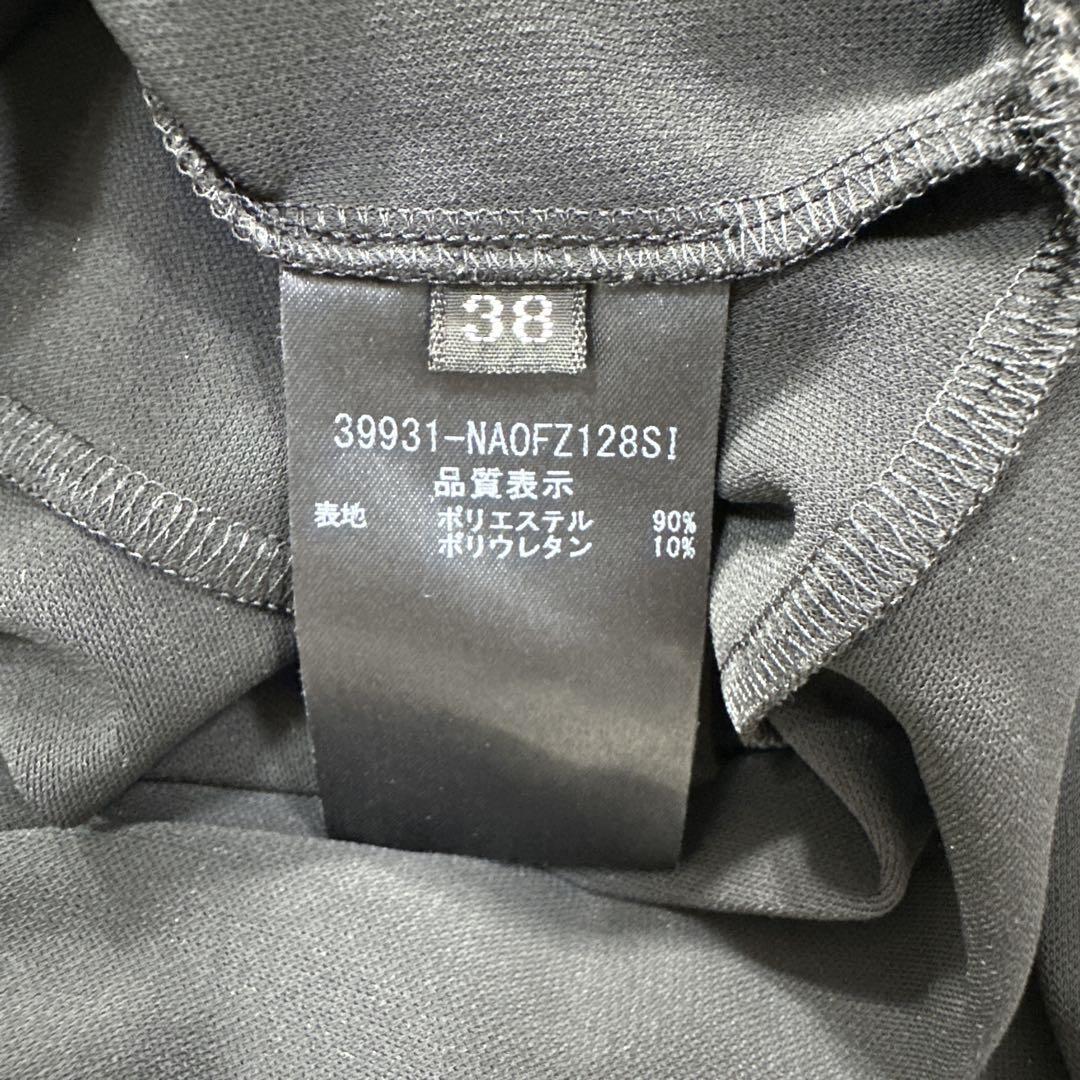 38
39931-NAOFZ128SI
品質表示
表地 ポリエステル 90%
ポリウレタン 10%